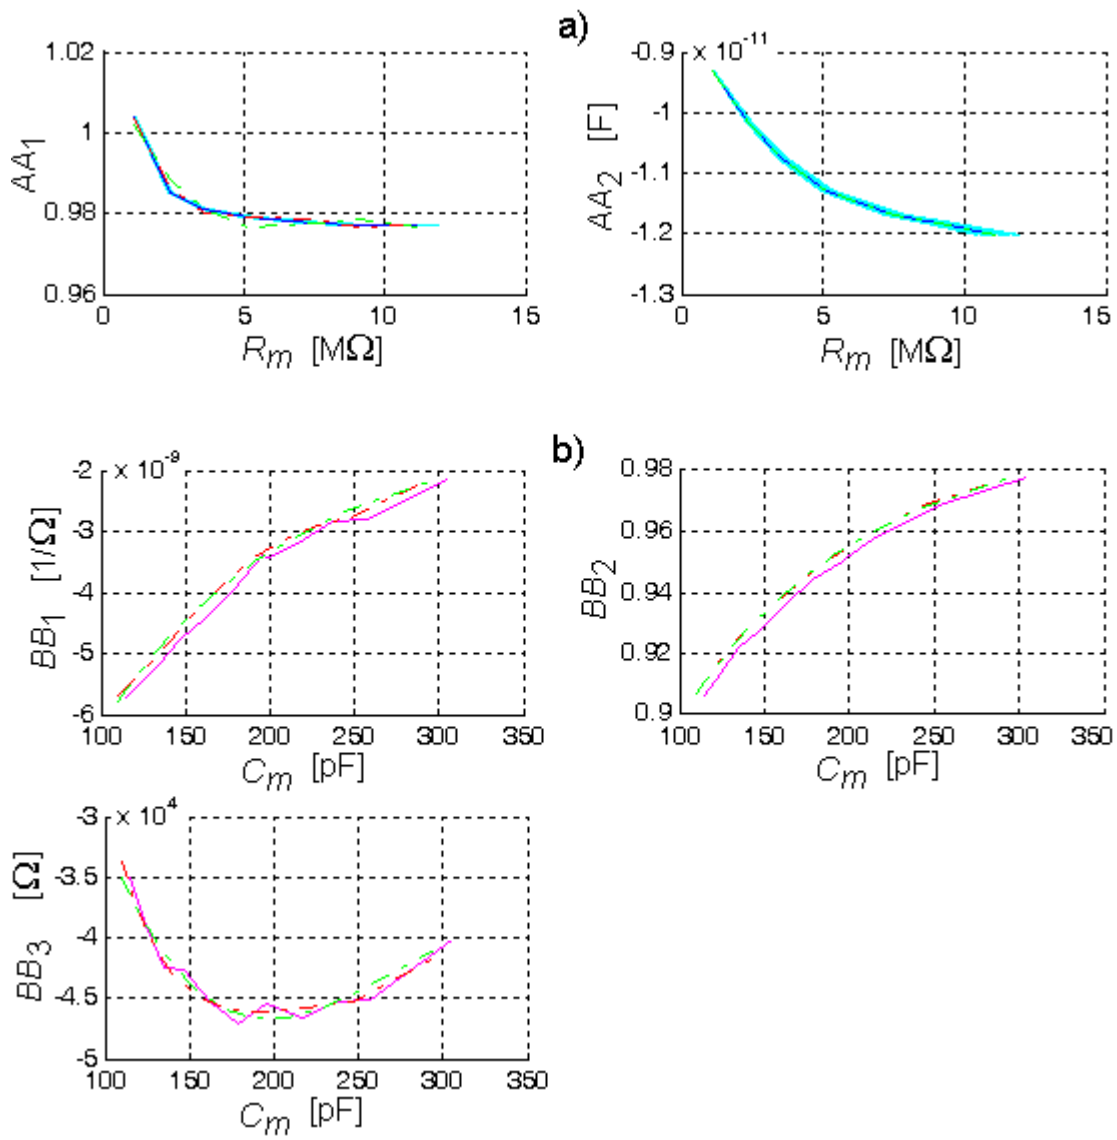 a)
1.02
1
0.98
0.96
AA1
0 5 10 15
Rm [MΩ]
-0.9 x 10-11
-1
-1.1
-1.2
-1.3
AA2 [F]
0 5 10 15
Rm [MΩ]
b)
-2 x 10-9
-3
-4
-5
-6
BB1 [1/Ω]
100 150 200 250 300 350
Cm [pF]
0.98
0.96
0.94
0.92
0.9
BB2
100 150 200 250 300 350
Cm [pF]
-3 x 104
-3.5
-4
-4.5
-5
BB3 [Ω]
100 150 200 250 300 350
Cm [pF]